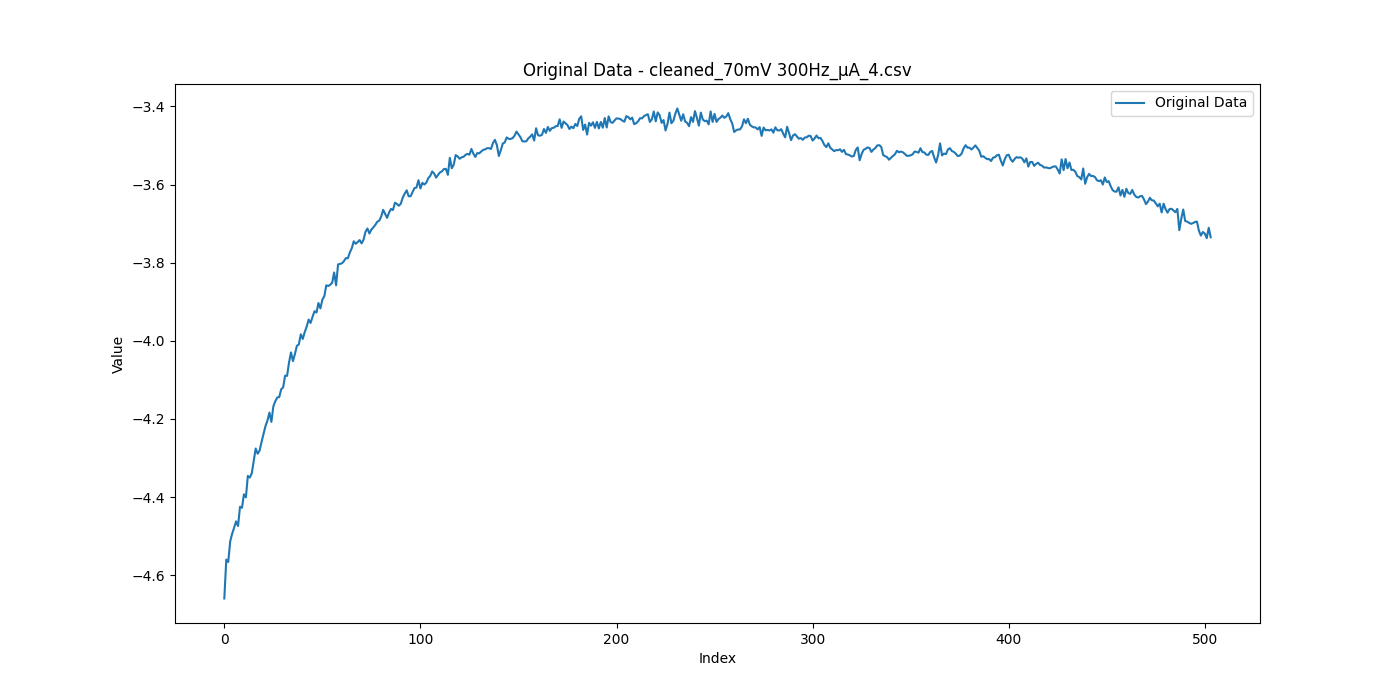 Original Data - cleaned_70mV 300Hz_μA_4.csv
Original Data
−3.4
−3.6
−3.8
−4.0
−4.2
−4.4
−4.6
Value
0 100 200 300 400 500
Index